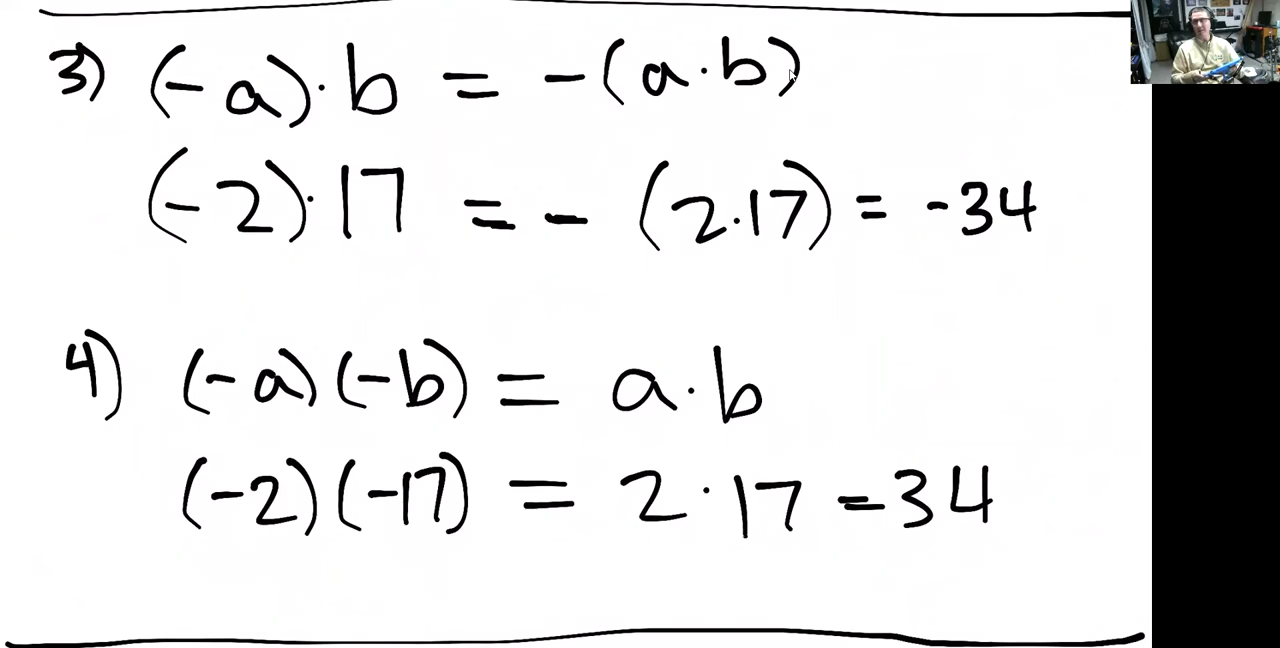 3) (-a)·b = -(a·b)
(-2)·17 = - (2·17) = -34
4) (-a)(-b) = a·b
(-2)(-17) = 2·17 = 34